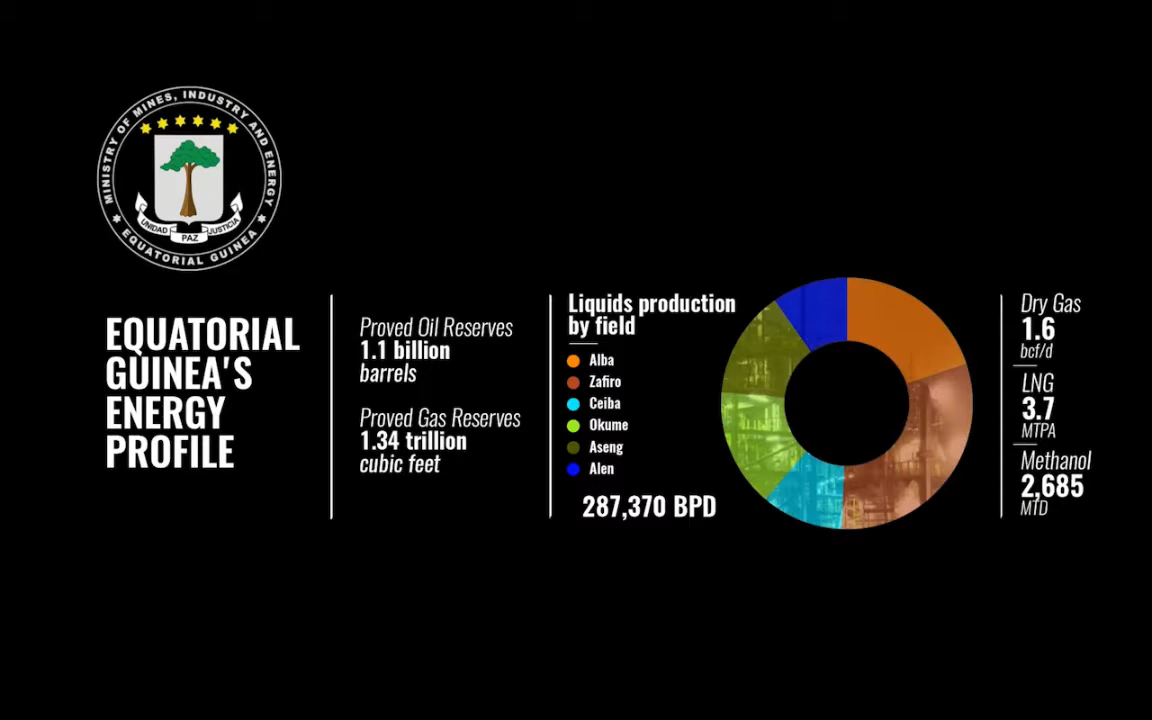 MINISTRY OF MINES, INDUSTRY AND ENERGY
UNIDAD PAZ JUSTICIA
EQUATORIAL GUINEA
EQUATORIAL
GUINEA'S
ENERGY
PROFILE
Proved Oil Reserves
1.1 billion
barrels
Proved Gas Reserves
1.34 trillion
cubic feet
Liquids production
by field
Alba
Zafiro
Ceiba
Okume
Aseng
Alen
287,370 BPD
Dry Gas
1.6
bcf/d
LNG
3.7
MTPA
Methanol
2,685
MTD